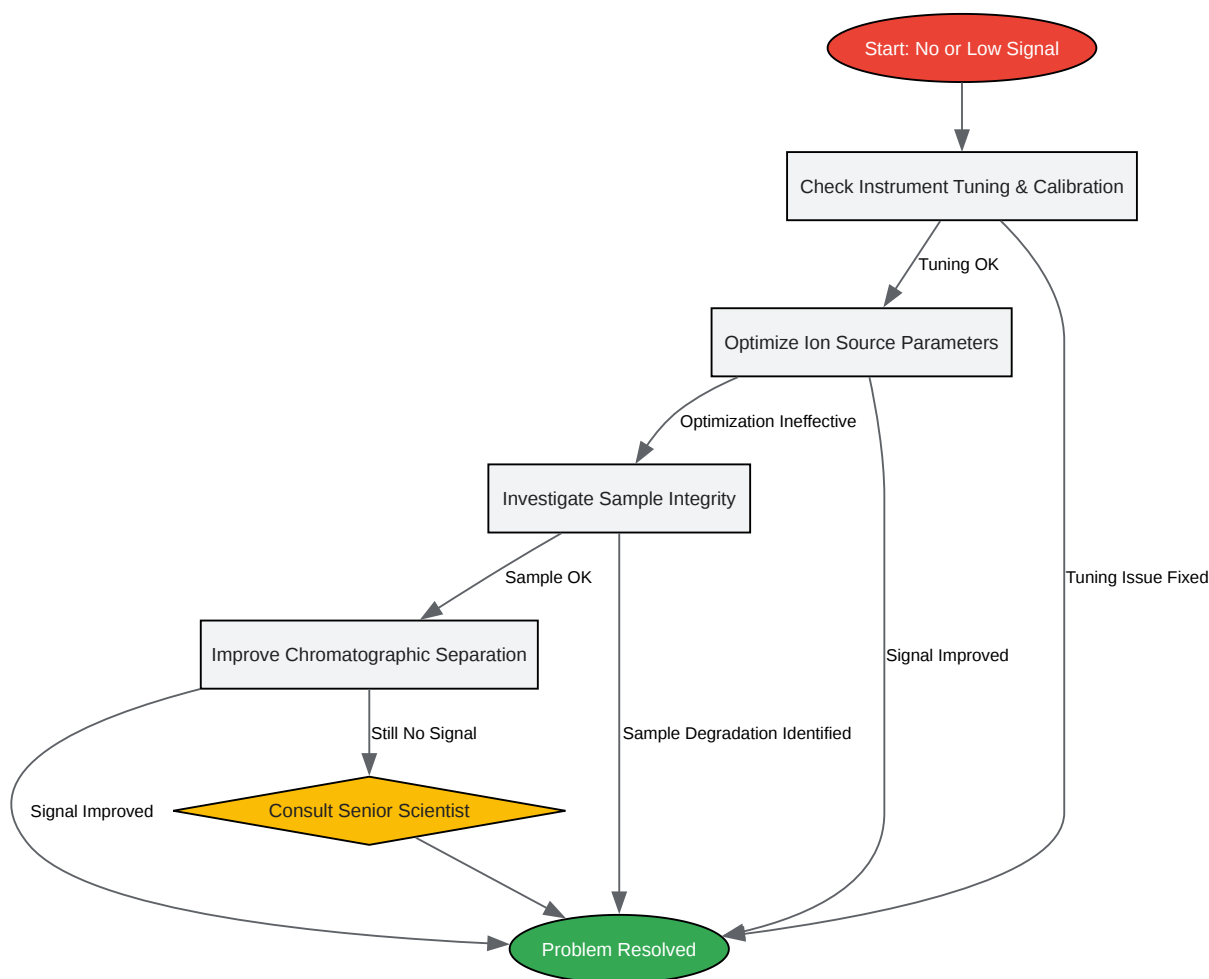 Start: No or Low Signal
Check Instrument Tuning & Calibration
Tuning OK
Optimize Ion Source Parameters
Optimization Ineffective
Investigate Sample Integrity
Sample OK
Tuning Issue Fixed
Improve Chromatographic Separation
Signal Improved
Still No Signal
Sample Degradation Identified
Signal Improved
Consult Senior Scientist
Problem Resolved